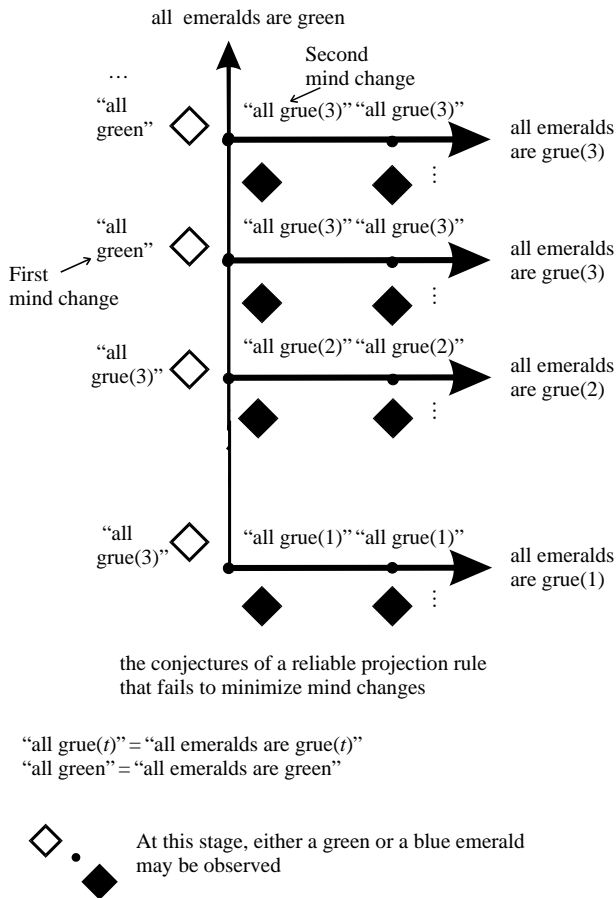 all emeralds are green
Second
mind change
...
“all
green”
“all grue(3)” “all grue(3)”
all emeralds
are grue(3)
⋮
“all
green”
“all grue(3)” “all grue(3)”
all emeralds
are grue(3)
First
mind change
⋮
“all
grue(3)”
“all grue(2)” “all grue(2)”
all emeralds
are grue(2)
⋮
“all
grue(3)”
“all grue(1)” “all grue(1)”
all emeralds
are grue(1)
⋮
the conjectures of a reliable projection rule
that fails to minimize mind changes
“all grue(t)” = “all emeralds are grue(t)”
“all green” = “all emeralds are green”
At this stage, either a green or a blue emerald
may be observed